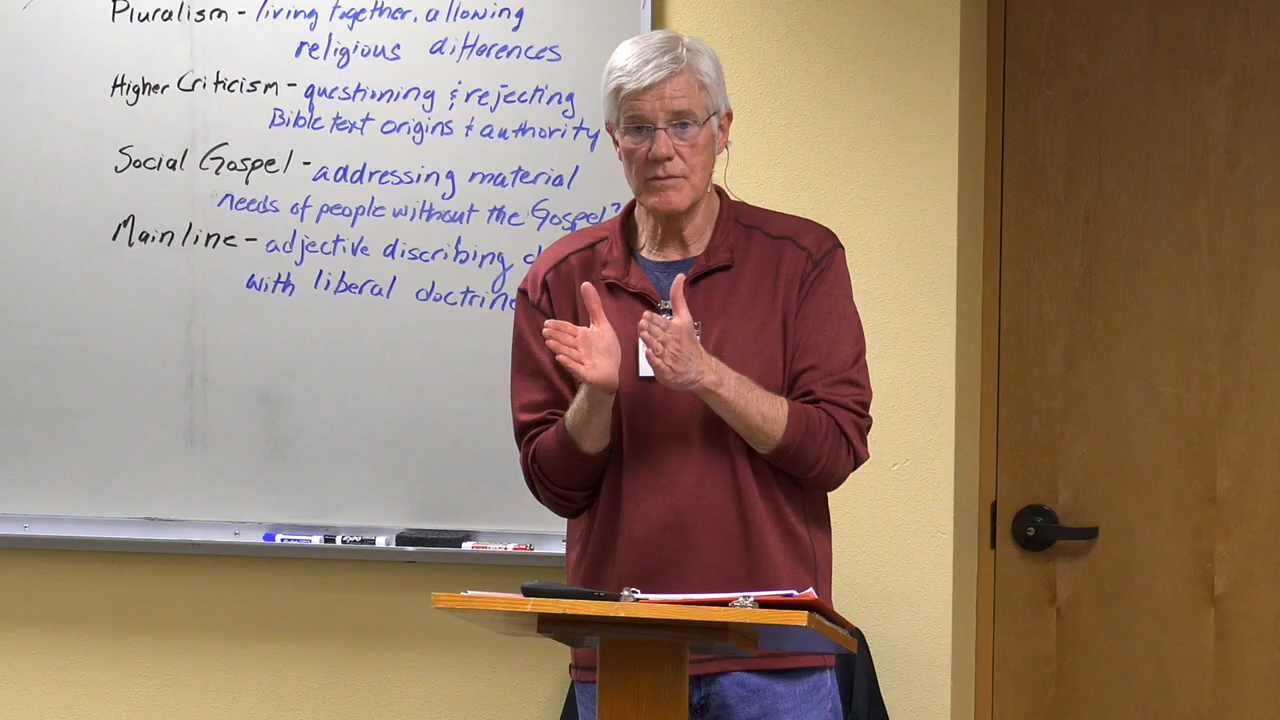 Pluralism - living together, allowing
religious differences
Higher Criticism - questioning & rejecting
Bible text origins & authority
Social Gospel - addressing material
needs of people without the Gospel?
Mainline - adjective discribing
with liberal doctrine